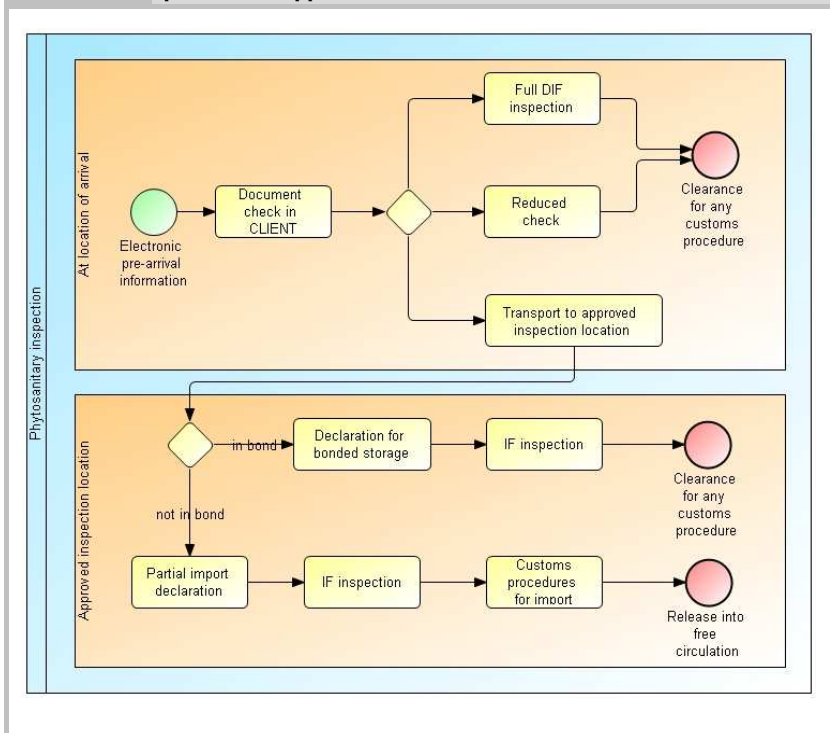 Phytosanitary inspection
At location of arrival
Electronic
pre-arrival
information
Document
check in
CLIENT
Full DIF
inspection
Reduced
check
Transport to approved
inspection location
Clearance
for any
customs
procedure
Approved inspection location
in bond
Declaration for
bonded storage
IF inspection
Clearance
for any
customs
procedure
not in bond
Partial import
declaration
IF inspection
Customs
procedures
for import
Release into
free
circulation